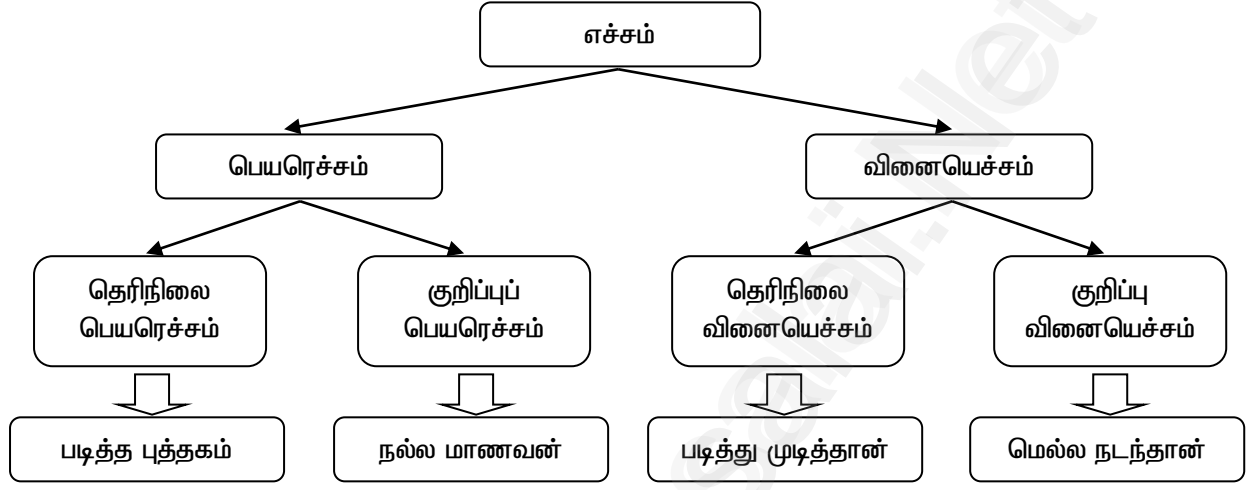 எச்சம்
பெயரெச்சம்
வினையெச்சம்
தெரிநிலை
பெயரெச்சம்
குறிப்புப்
பெயரெச்சம்
தெரிநிலை
வினையெச்சம்
குறிப்பு
வினையெச்சம்
படித்த புத்தகம்
நல்ல மாணவன்
படித்து முடித்தான்
மெல்ல நடந்தான்